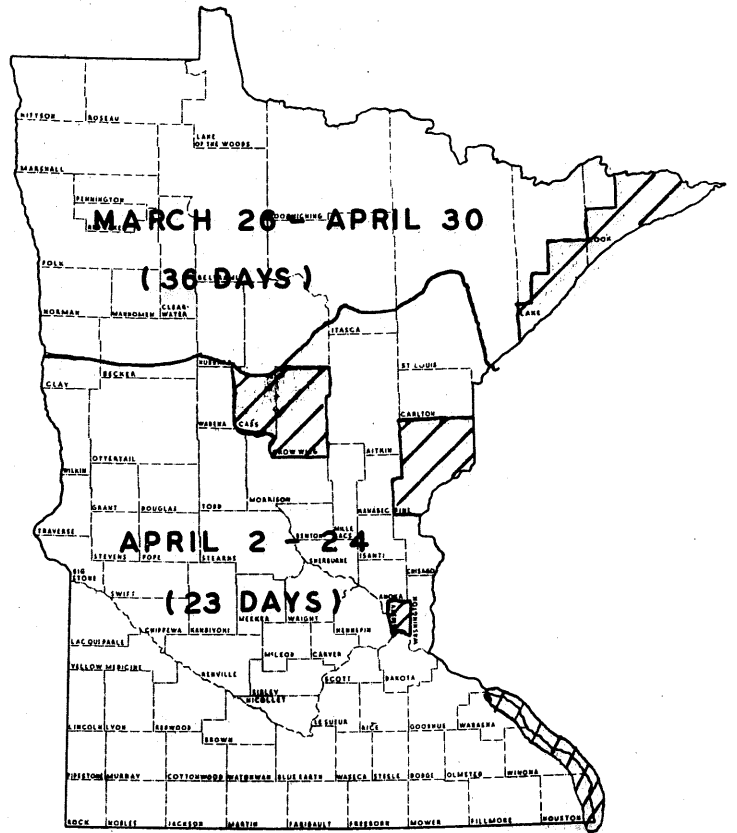 KITTSON
ROSEAU
LAKE
OF THE WOODS
MARSHALL
PENNINGTON
MARCH 26 - APRIL 30
KOOCHICHING
COOK
POLK
(36 DAYS)
BELTRAMI
CLEAR-
WATER
NORMAN
MAHNOMEN
LAKE
ITASCA
HUBBARD
BECKER
ST LOUIS
CLAY
CARLTON
WADENA
CASS
CROW WING
AITKIN
OTTERTAIL
WILKIN
MORRISON
GRANT
DOUGLAS
TODD
KANABEC
PINE
MILLE
LACS
TRAVERSE
BENTON
APRIL 2 - 24
STEVENS
POPE
STEARNS
SHERBURNE
ISANTI
BIG
STONE
CHISAGO
SWIFT
ANOKA
(23 DAYS)
MEEKER
WRIGHT
RAMSEY
WASHINGTON
CHIPPEWA
KANDIYOHI
HENNEPIN
LAC QUI PARLE
McLEOD
CARVER
YELLOW MEDICINE
RENVILLE
SCOTT
DAKOTA
SIBLEY
NICOLLET
LINCOLN
LYON
REDWOOD
LE SUEUR
RICE
GOODHUE
WABASHA
BROWN
PIPESTONE
MURRAY
COTTONWOOD
WATONWAN
BLUE EARTH
WASECA
STEELE
DODGE
OLMSTED
WINONA
ROCK
NOBLES
JACKSON
MARTIN
FARIBAULT
FREEBORN
MOWER
FILLMORE
HOUSTON